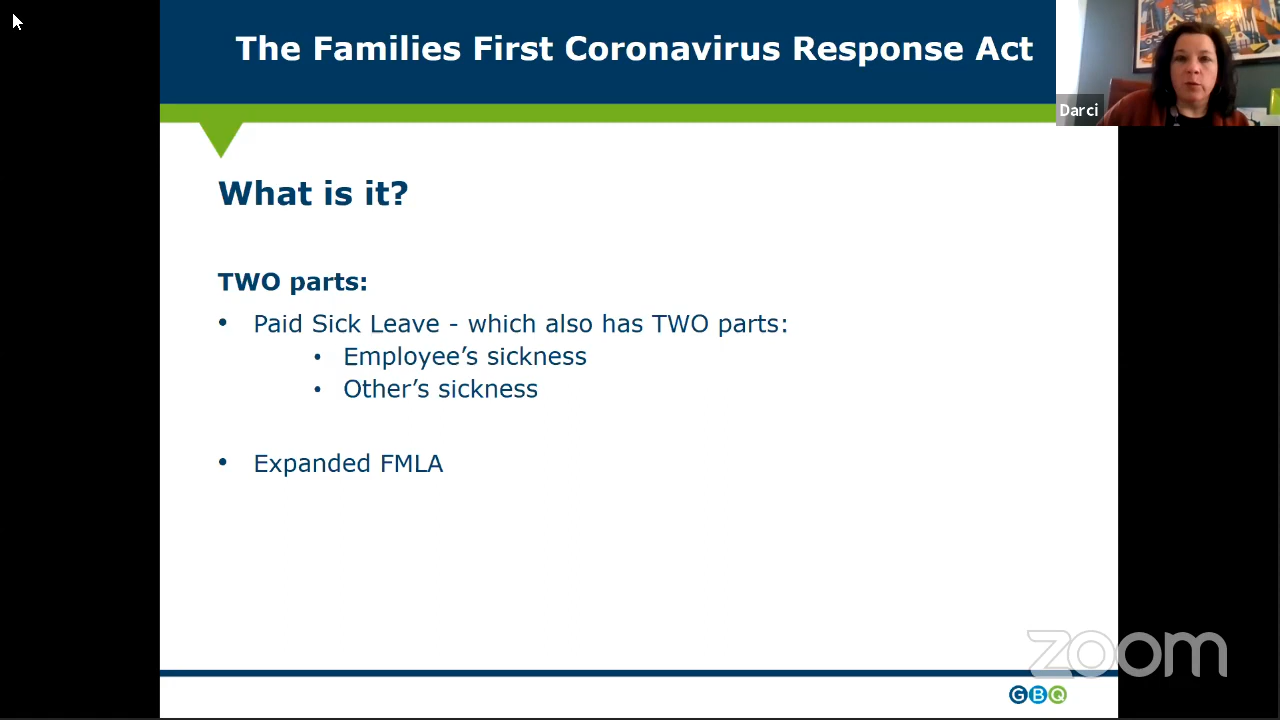 The Families First Coronavirus Response Act
Darci
What is it?
TWO parts:
• Paid Sick Leave - which also has TWO parts:
• Employee’s sickness
• Other’s sickness
• Expanded FMLA
zoom
GBQ